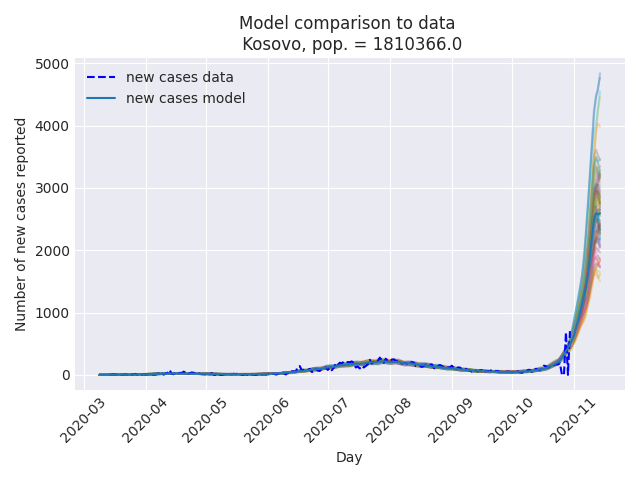 Model comparison to data
Kosovo, pop. = 1810366.0
new cases data
new cases model
Number of new cases reported
5000
4000
3000
2000
1000
0
2020-03
2020-04
2020-05
2020-06
2020-07
2020-08
2020-09
2020-10
2020-11
Day